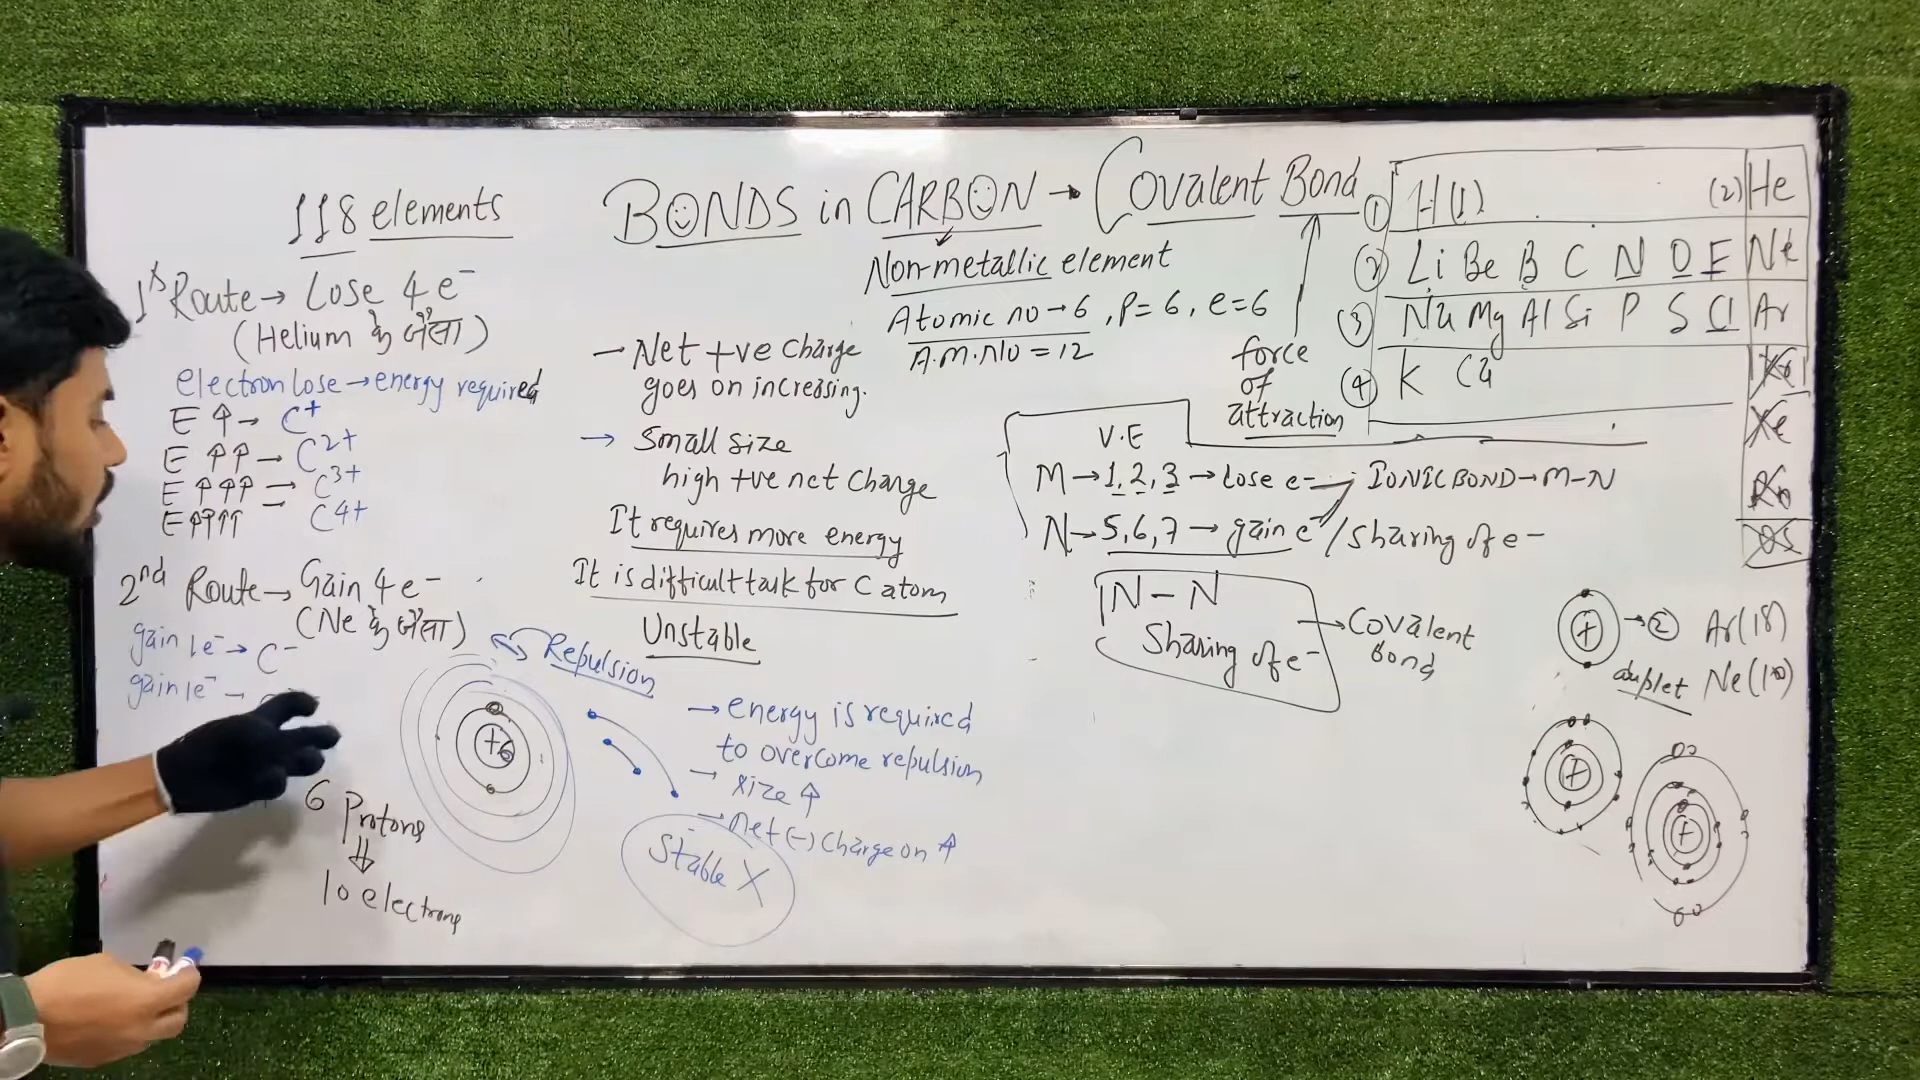 BONDS in CARBON → Covalent Bond
Non-metallic element
Atomic no → 6, P = 6, e = 6
A.M.No = 12
force
of
attraction
118 elements
1st Route → Lose 4e⁻
(Helium के जैसा)
electron lose → energy required
E ↑ → C⁺
E ↑↑ → C²⁺
E ↑↑↑ → C³⁺
E ↑↑↑↑ → C⁴⁺
2nd Route → Gain 4e⁻
(Ne के जैसा)
gain 1e⁻ → C⁻
gain 1e⁻ →
6 Protons
⇓
10 electrons
→ Net +ve charge
goes on increasing.
→ Small size
high +ve net Charge
It requires more energy
It is difficult task for C atom
Unstable
Repulsion
+6
→ energy is required
to overcome repulsion
→ size ↑
→ Net (-) Charge on ↑
Stable X
① H(1) (2) He
② Li Be B C N O F Ne
③ Na Mg Al Si P S Cl Ar
④ K Ca Kr
Xe
Rn
V.E
M → 1, 2, 3 → Lose e⁻ IONIC BOND → M-N
N → 5, 6, 7 → gain e⁻ / Sharing of e⁻
N - N
Sharing of e⁻
→ Covalent
Bond
+ → ② Ar(18)
duplet Ne(10)
+
+